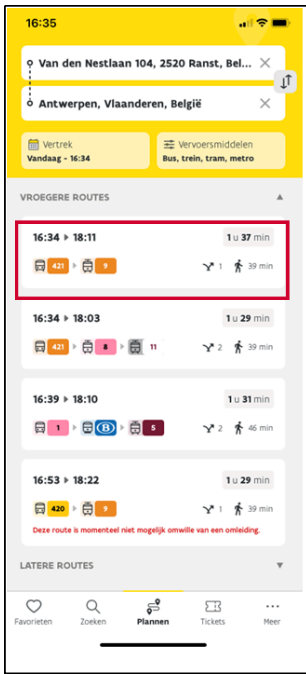 16:35
Van den Nestlaan 104, 2520 Ranst, Bel...
Antwerpen, Vlaanderen, België
Vertrek
Vandaag - 16:34
Vervoersmiddelen
Bus, trein, tram, metro
VROEGERE ROUTES
16:34 ▸ 18:11 1 u 37 min
421 ▸ 9 1 39 min
16:34 ▸ 18:03 1 u 29 min
421 ▸ 8 ▸ 11 2 39 min
16:39 ▸ 18:10 1 u 31 min
1 ▸ B ▸ 5 2 46 min
16:53 ▸ 18:22 1 u 29 min
420 ▸ 9 1 39 min
Deze route is momenteel niet mogelijk omwille van een omleiding.
LATERE ROUTES
Favorieten Zoeken Plannen Tickets Meer